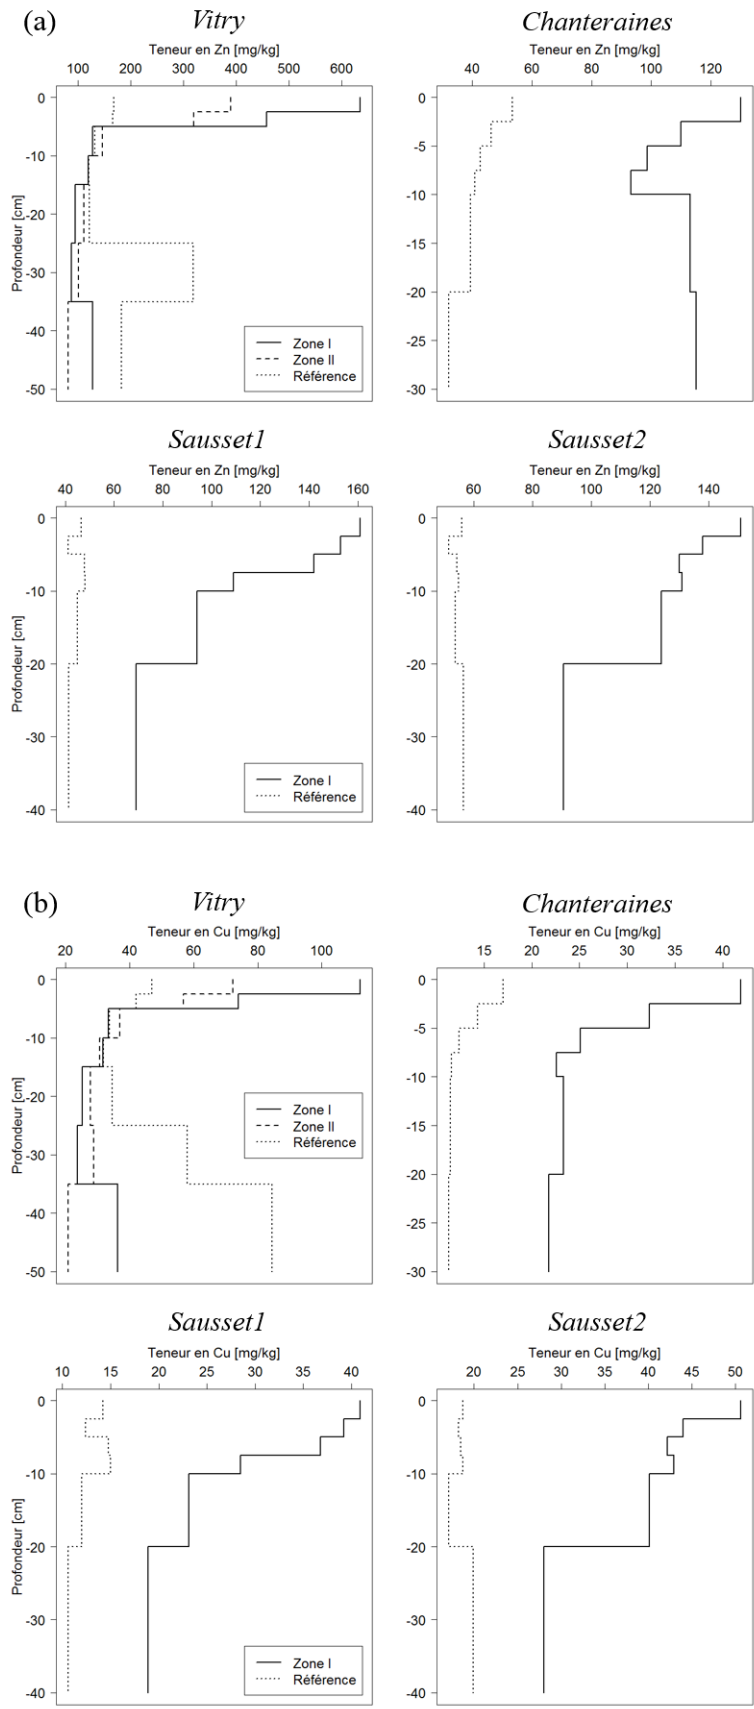 (a)
Vitry
Teneur en Zn [mg/kg]
100 200 300 400 500 600
0
-10
-20
-30
-40
-50
Profondeur [cm]
Zone I
Zone II
Référence
Chanteraines
Teneur en Zn [mg/kg]
40 60 80 100 120
0
-5
-10
-15
-20
-25
-30
Sausset1
Teneur en Zn [mg/kg]
40 60 80 100 120 140 160
0
-10
-20
-30
-40
Profondeur [cm]
Zone I
Référence
Sausset2
Teneur en Zn [mg/kg]
60 80 100 120 140
0
-10
-20
-30
-40
(b)
Vitry
Teneur en Cu [mg/kg]
20 40 60 80 100
0
-10
-20
-30
-40
-50
Profondeur [cm]
Zone I
Zone II
Référence
Chanteraines
Teneur en Cu [mg/kg]
15 20 25 30 35 40
0
-5
-10
-15
-20
-25
-30
Sausset1
Teneur en Cu [mg/kg]
10 15 20 25 30 35 40
0
-10
-20
-30
-40
Profondeur [cm]
Zone I
Référence
Sausset2
Teneur en Cu [mg/kg]
20 25 30 35 40 45 50
0
-10
-20
-30
-40